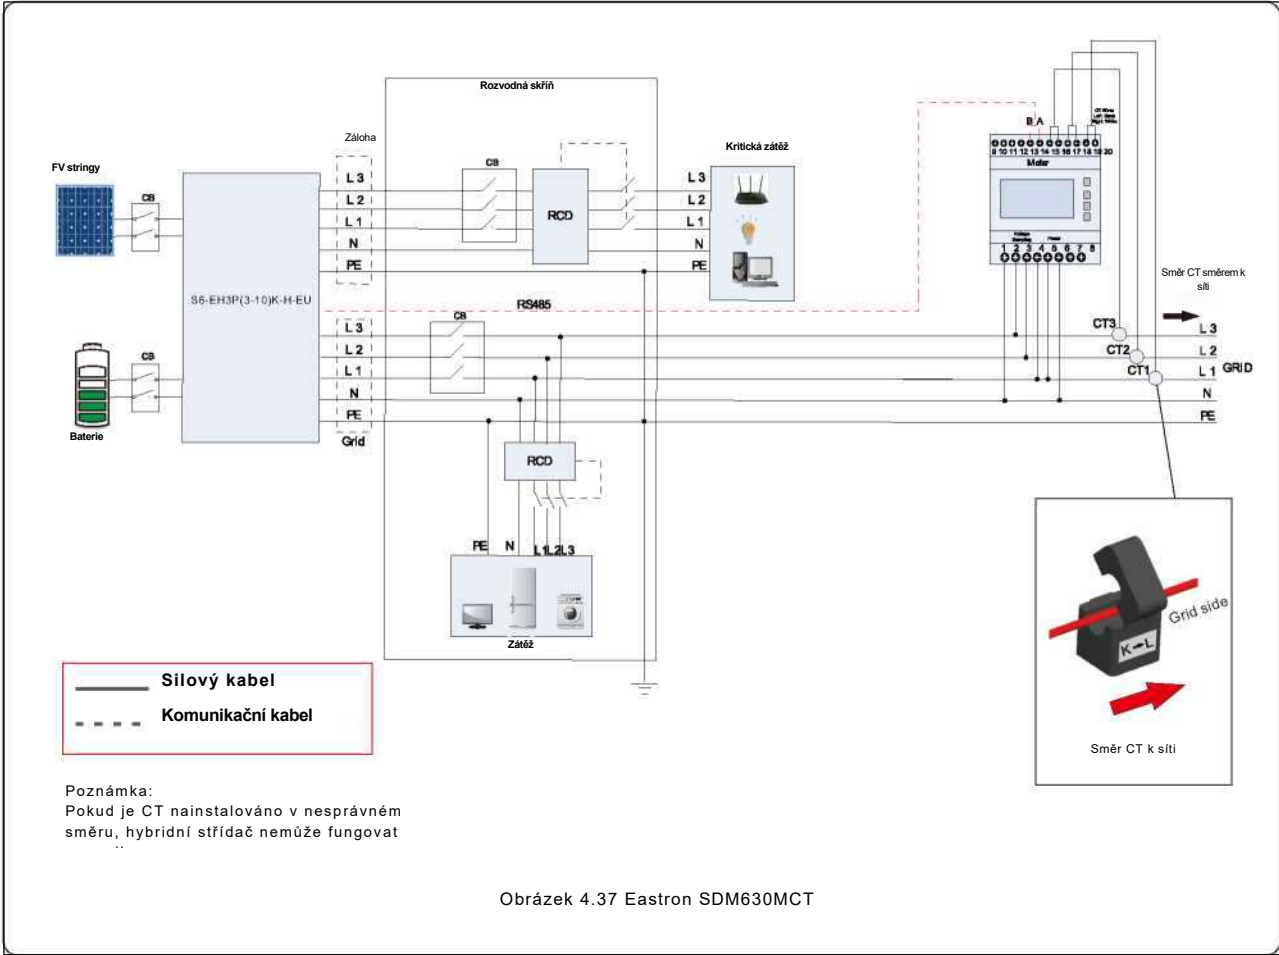 Rozvodná skříň
Záloha
FV stringy
CB
CB
Kritická zátěž
B A
L 3
L 2
L 1
N
PE
RCD
L 3
L 2
L 1
N
PE
9 10 11 12 13 14 15 16 17 18 19 20
Meter
1 2 3 4 5 6 7 8
S6-EH3P(3-10)K-H-EU
RS485
Směr CT směrem k
síti
CB
CB
L 3
L 2
L 1
N
PE
Grid
CT3
CT2
CT1
L 3
L 2
L 1
GRID
N
PE
Baterie
RCD
PE N L1L2L3
Zátěž
Grid side
K→L
Směr CT k síti
Silový kabel
Komunikační kabel
Poznámka:
Pokud je CT nainstalováno v nesprávném
směru, hybridní střídač nemůže fungovat
Obrázek 4.37 Eastron SDM630MCT